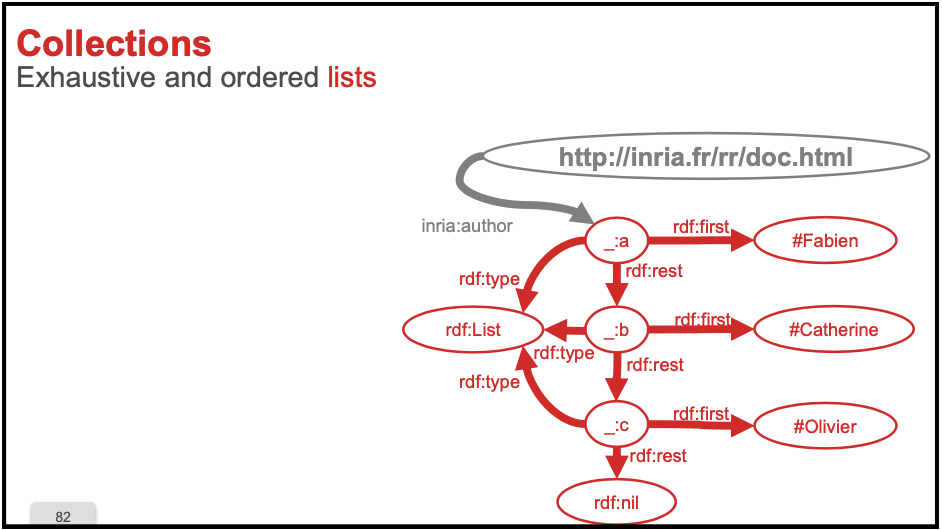 Collections
Exhaustive and ordered lists
http://inria.fr/rr/doc.html
inria:author
_:a
rdf:first
#Fabien
rdf:rest
rdf:type
rdf:List
_:b
rdf:first
#Catherine
rdf:type
rdf:rest
rdf:type
_:c
rdf:first
#Olivier
rdf:rest
rdf:nil
82